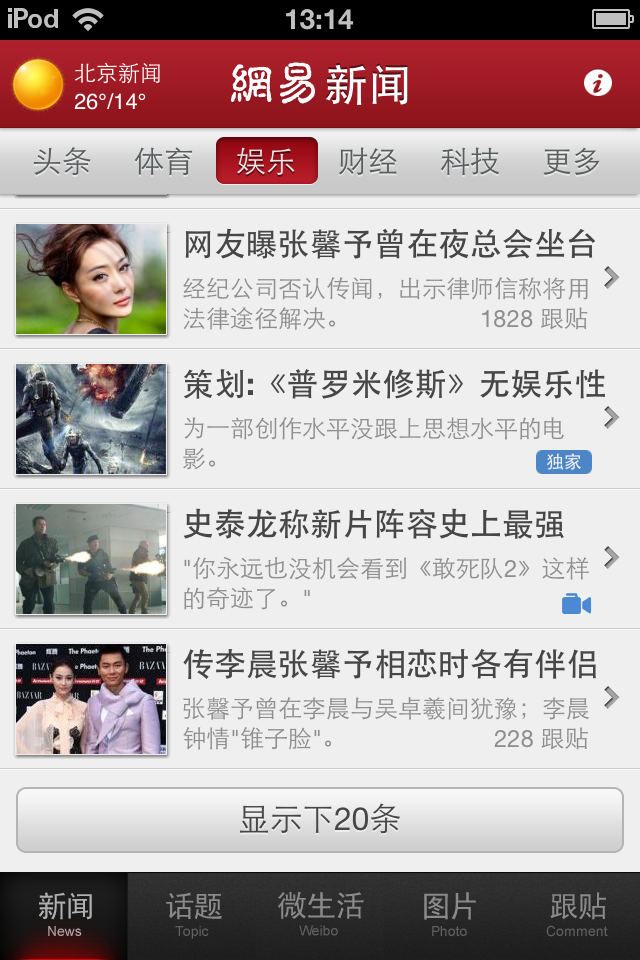 iPod
13:14
北京新闻
26°/14°
網易新闻
头条 体育 娱乐 财经 科技 更多
网友曝张馨予曾在夜总会坐台
经纪公司否认传闻，出示律师信称将用
法律途径解决。 1828 跟贴
策划:《普罗米修斯》无娱乐性
为一部创作水平没跟上思想水平的电
影。 独家
史泰龙称新片阵容史上最强
"你永远也没机会看到《敢死队2》这样
的奇迹了。"
The Phaeton
BAZAAR
传李晨张馨予相恋时各有伴侣
张馨予曾在李晨与吴卓羲间犹豫；李晨
钟情"锥子脸"。 228 跟贴
显示下20条
新闻 话题 微生活 图片 跟贴
News Topic Weibo Photo Comment